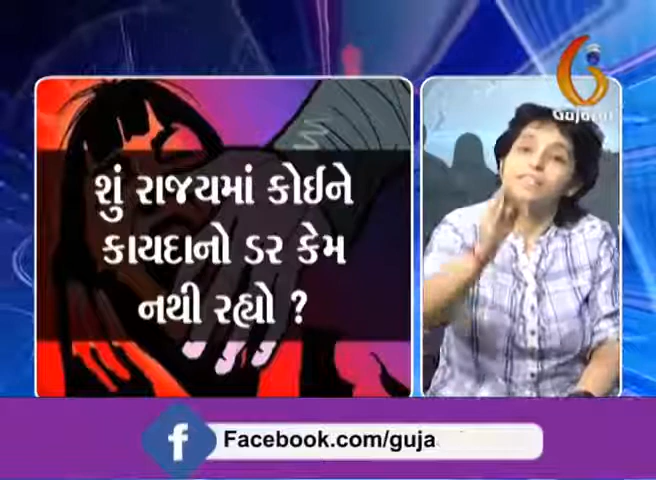 Gujarat
શું રાજયમાં કોઈને
કાયદાનો ડર કેમ
નથી રહ્યો ?
f Facebook.com/guja